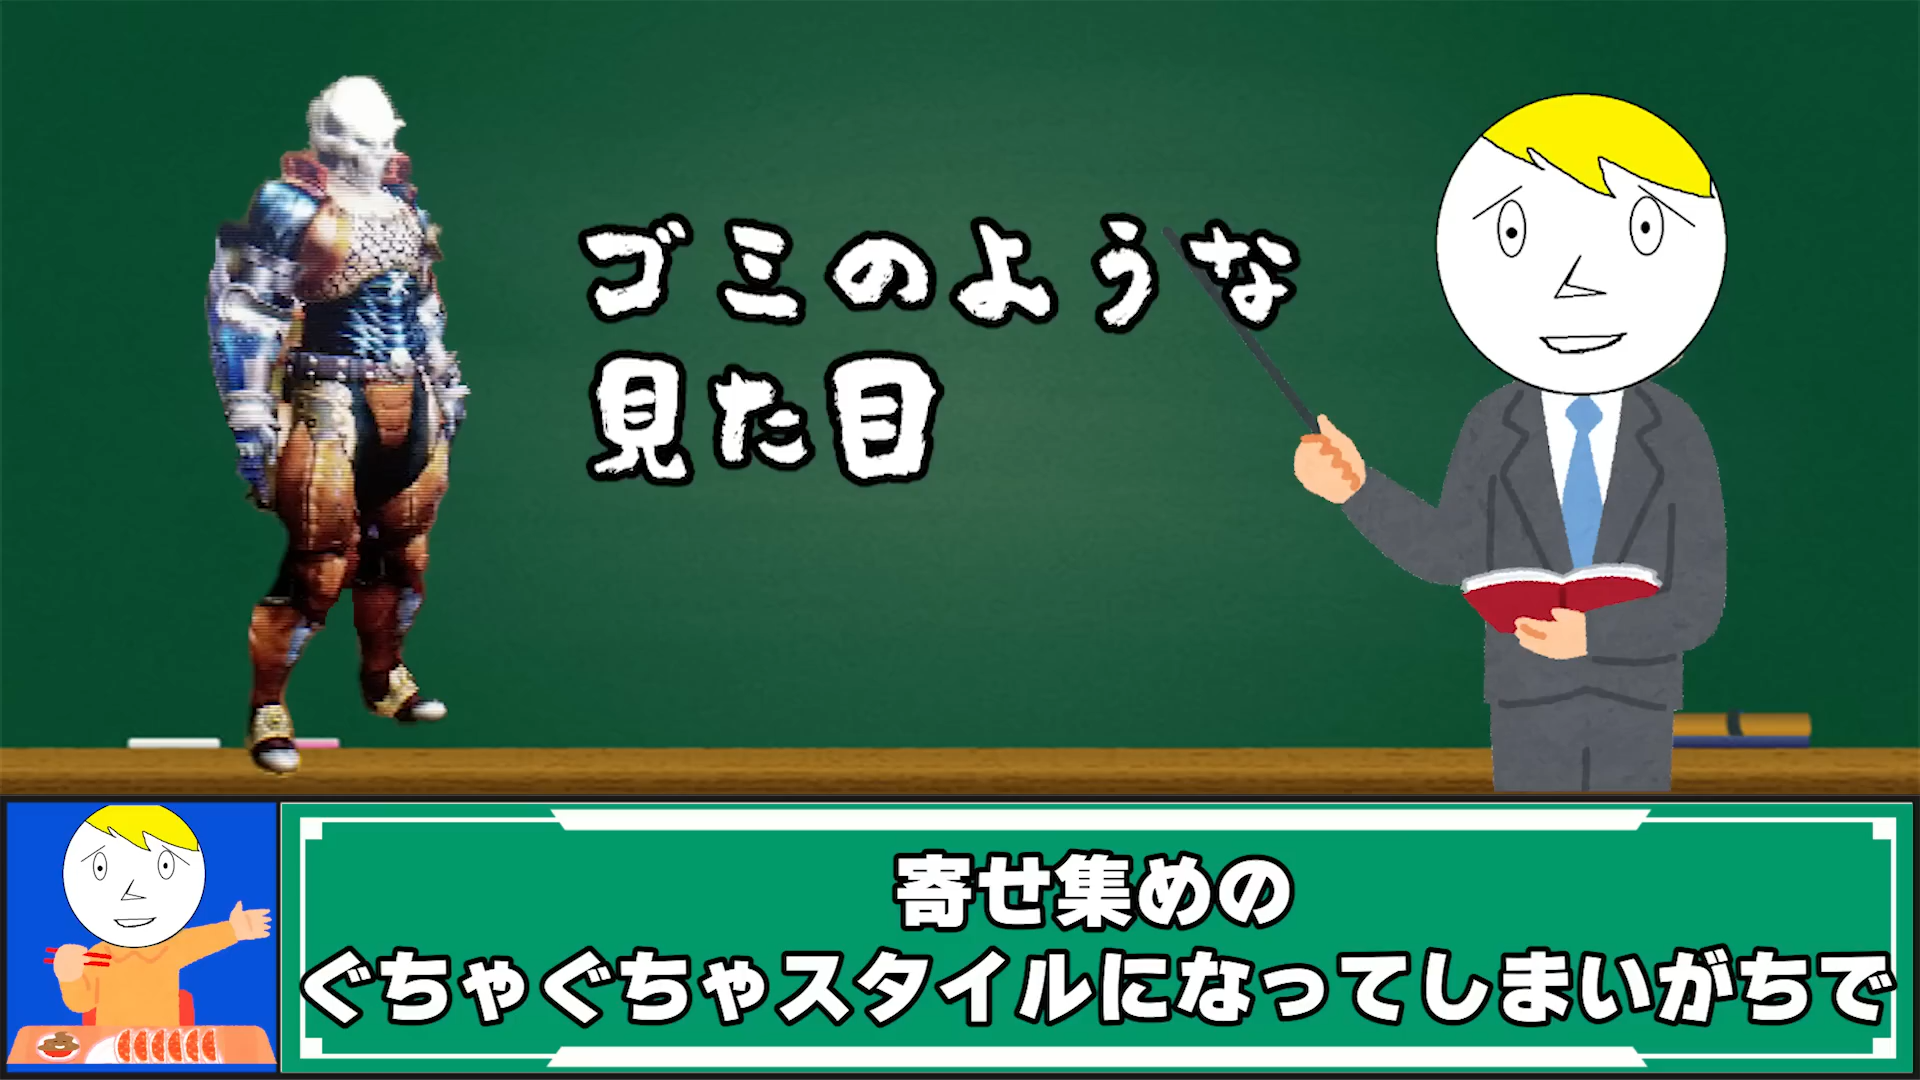 ゴミのような
見た目
寄せ集めの
ぐちゃぐちゃスタイルになってしまいがちで